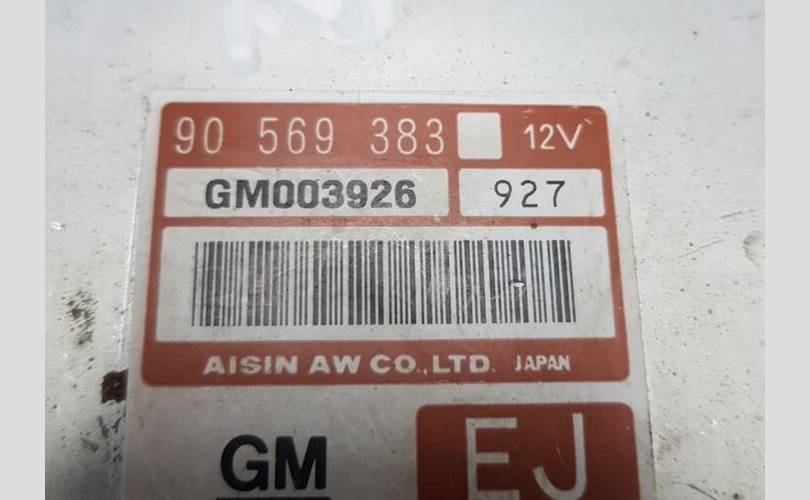 90 569 383 12V
GM003926 927
AISIN AW CO.,LTD. JAPAN
GM EJ